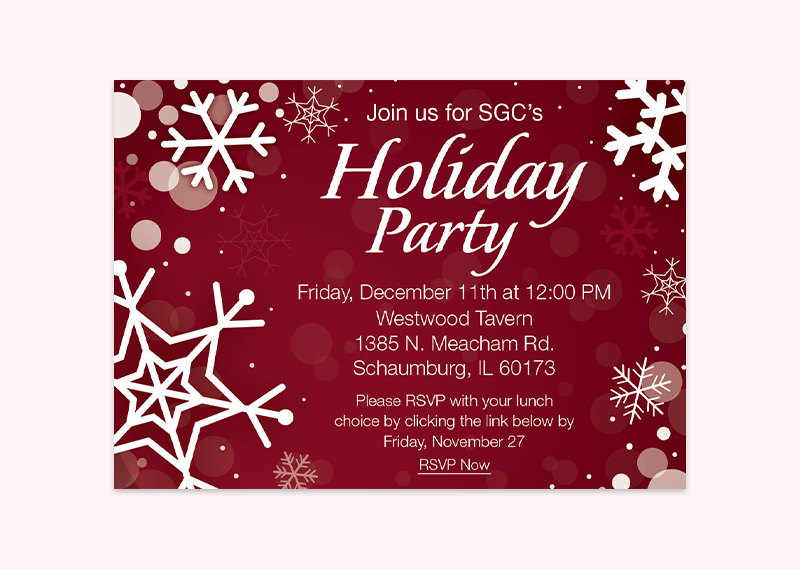 Join us for SGC's
Holiday
Party
Friday, December 11th at 12:00 PM
Westwood Tavern
1385 N. Meacham Rd.
Schaumburg, IL 60173
Please RSVP with your lunch
choice by clicking the link below by
Friday, November 27
RSVP Now